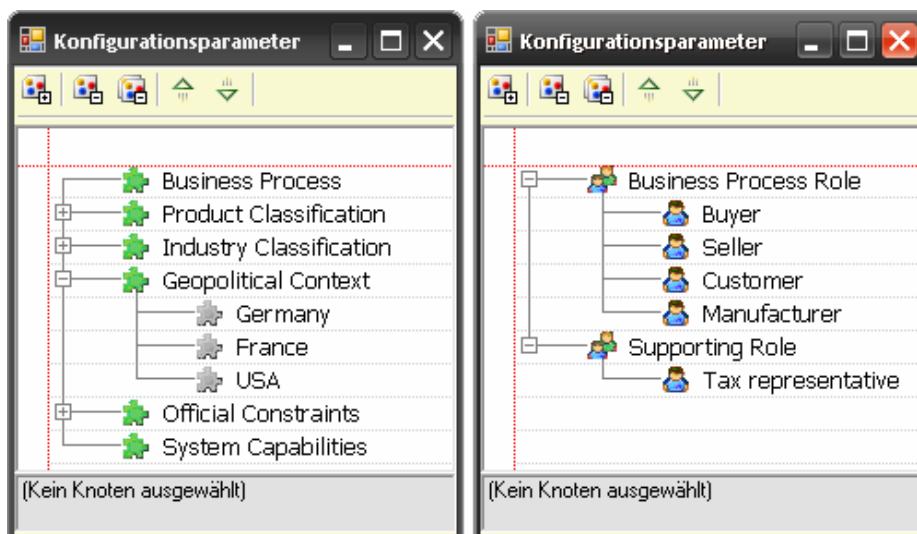 Konfigurationsparameter
Business Process
Product Classification
Industry Classification
Geopolitical Context
Germany
France
USA
Official Constraints
System Capabilities
(Kein Knoten ausgewählt)
Konfigurationsparameter
Business Process Role
Buyer
Seller
Customer
Manufacturer
Supporting Role
Tax representative
(Kein Knoten ausgewählt)